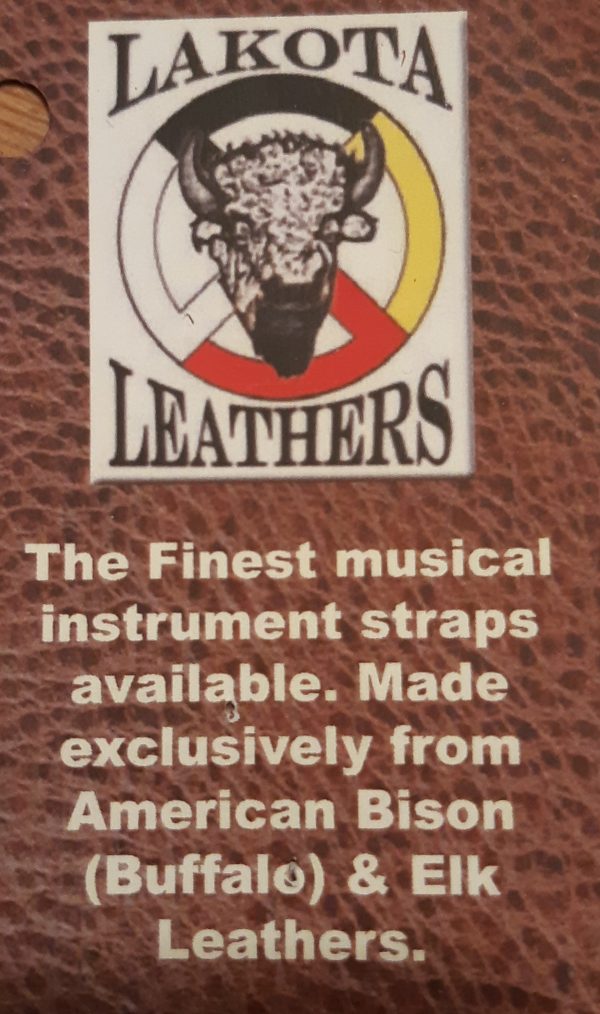 LAKOTA
LEATHERS
The Finest musical
instrument straps
available. Made
exclusively from
American Bison
(Buffalo) & Elk
Leathers.